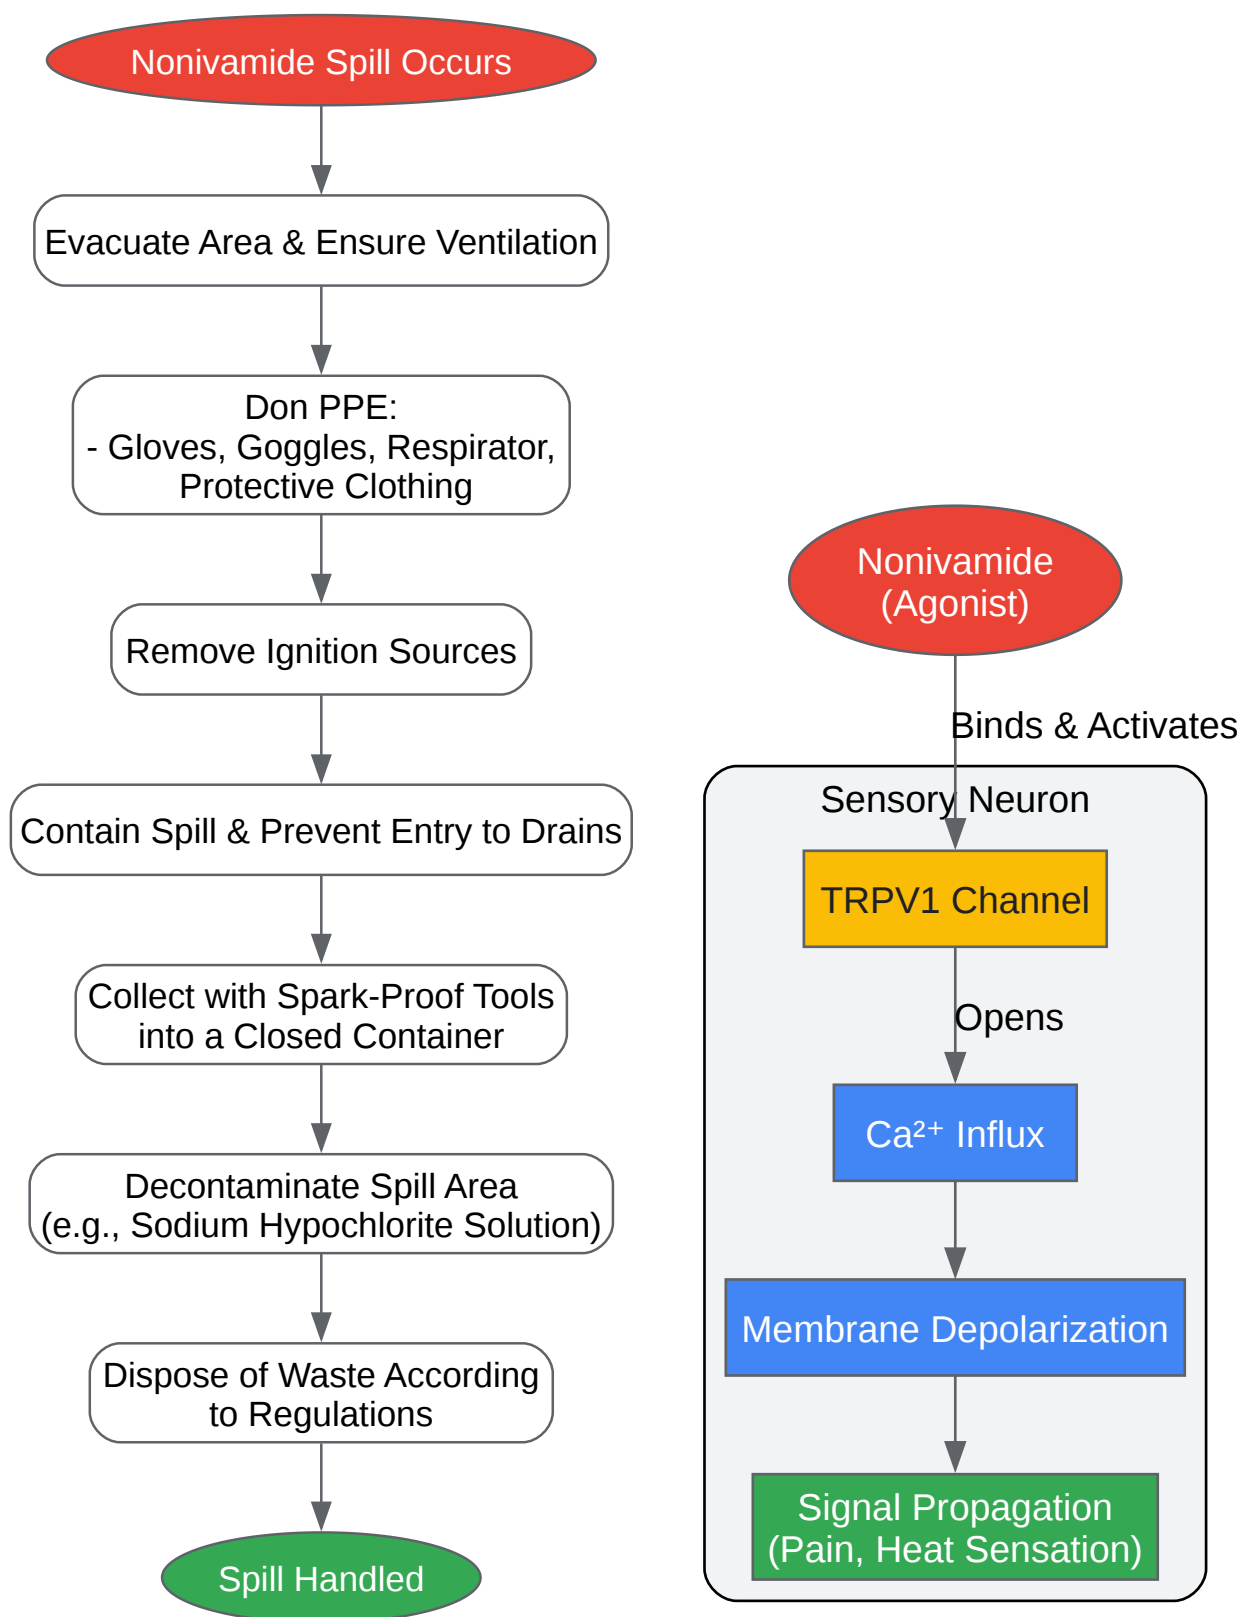 Nonivamide Spill Occurs
Evacuate Area & Ensure Ventilation
Don PPE:
- Gloves, Goggles, Respirator,
Protective Clothing
Remove Ignition Sources
Contain Spill & Prevent Entry to Drains
Collect with Spark-Proof Tools
into a Closed Container
Decontaminate Spill Area
(e.g., Sodium Hypochlorite Solution)
Dispose of Waste According
to Regulations
Spill Handled
Nonivamide
(Agonist)
Binds & Activates
Sensory Neuron
TRPV1 Channel
Opens
Ca²⁺ Influx
Membrane Depolarization
Signal Propagation
(Pain, Heat Sensation)